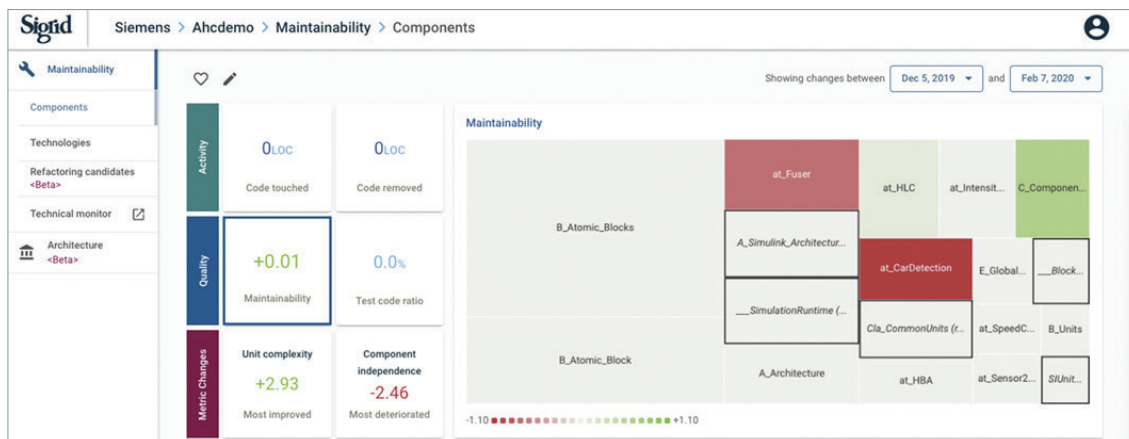 Sigrid
Siemens > Ahcdemo > Maintainability > Components
Maintainability
Components
Technologies
Refactoring candidates
<Beta>
Technical monitor
Architecture
<Beta>
Showing changes between
Dec 5, 2019
and
Feb 7, 2020
Activity
0LOC
Code touched
0LOC
Code removed
Quality
+0.01
Maintainability
0.0%
Test code ratio
Metric Changes
Unit complexity
+2.93
Most improved
Component
independence
-2.46
Most deteriorated
Maintainability
B_Atomic_Blocks
B_Atomic_Block
at_Fuser
A_Simulink_Architectur...
___SimulationRuntime (...
A_Architecture
at_HLC
at_Intensit...
C_Componen...
at_CarDetection
E_Global...
___Block...
Cla_CommonUnits (r...
at_SpeedC...
B_Units
at_HBA
at_Sensor2...
SIUnit...
-1.10
+1.10